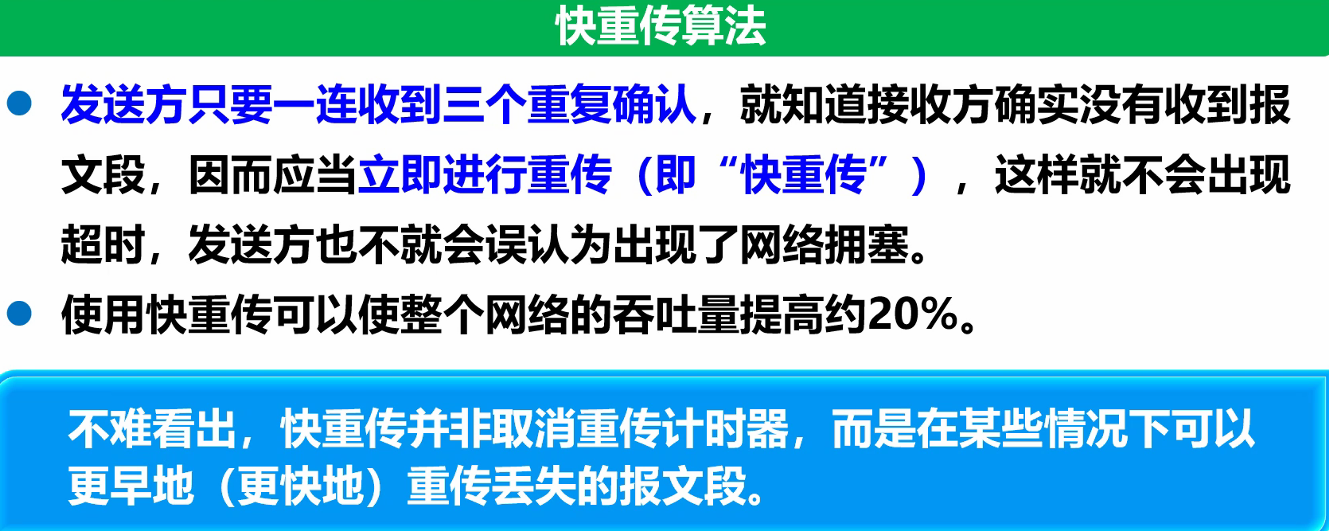 快重传算法
发送方只要一连收到三个重复确认，就知道接收方确实没有收到报
文段，因而应当立即进行重传（即“快重传”），这样就不会出现
超时，发送方也不就会误认为出现了网络拥塞。
使用快重传可以使整个网络的吞吐量提高约20%。
不难看出，快重传并非取消重传计时器，而是在某些情况下可以
更早地（更快地）重传丢失的报文段。